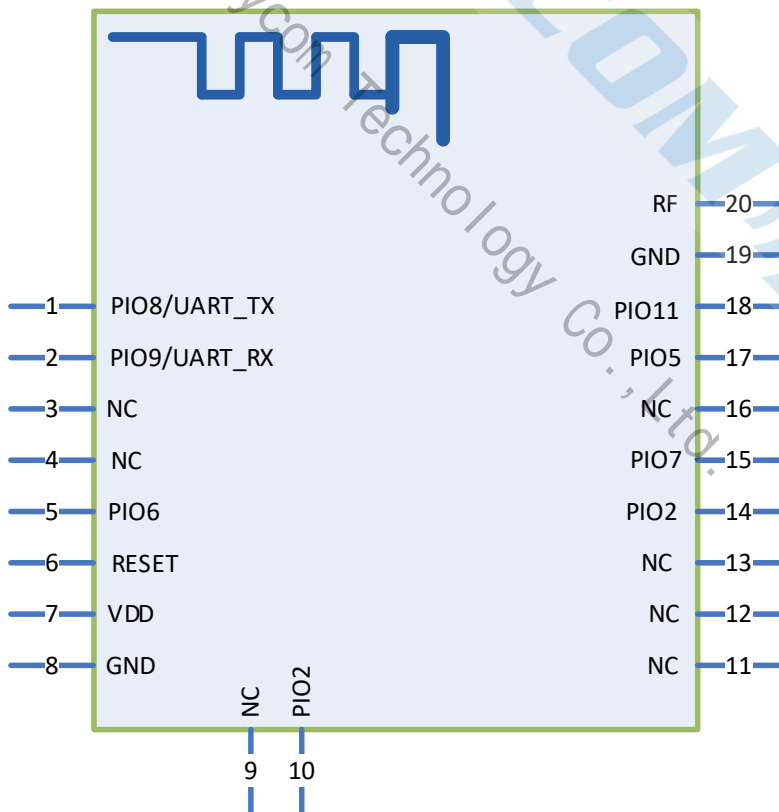 RF 20
GND 19
1 PIO8/UART_TX
PIO11 18
2 PIO9/UART_RX
PIO5 17
3 NC
NC 16
4 NC
PIO7 15
5 PIO6
PIO2 14
6 RESET
NC 13
7 VDD
NC 12
8 GND
NC 11
NC
PIO2
9 10
ycom Technology Co.,Ltd.
COM